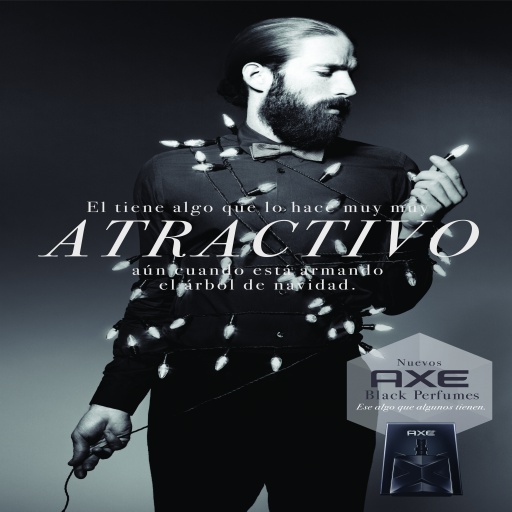 El tiene algo que lo hace muy muy
ATRACTIVO
aún cuando está armando
el árbol de navidad.
Nuevos
AXE
Black Perfumes
Ese algo que algunos tienen.
AXE